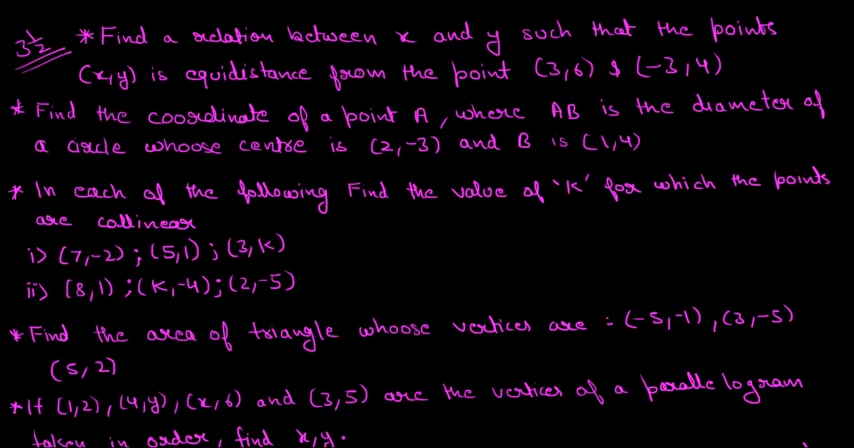 3 1/2 * Find a relation between x and y such that the points
(x,y) is equidistance from the point (3,6) & (-3,4)
* Find the coordinate of a point A, where AB is the diameter of
a circle whoose centre is (2,-3) and B is (1,4)
* In each of the following Find the value of 'K' for which the points
are collinear
i> (7,-2) ; (5,1) ; (3,K)
ii> (8,1) ; (K,-4) ; (2,-5)
* Find the area of triangle whoose vertices are : (-5,-1) , (3,-5)
(5,2)
* If (1,2), (4,y), (x,6) and (3,5) are the vertices of a parallelogram
taken in order, find x,y.